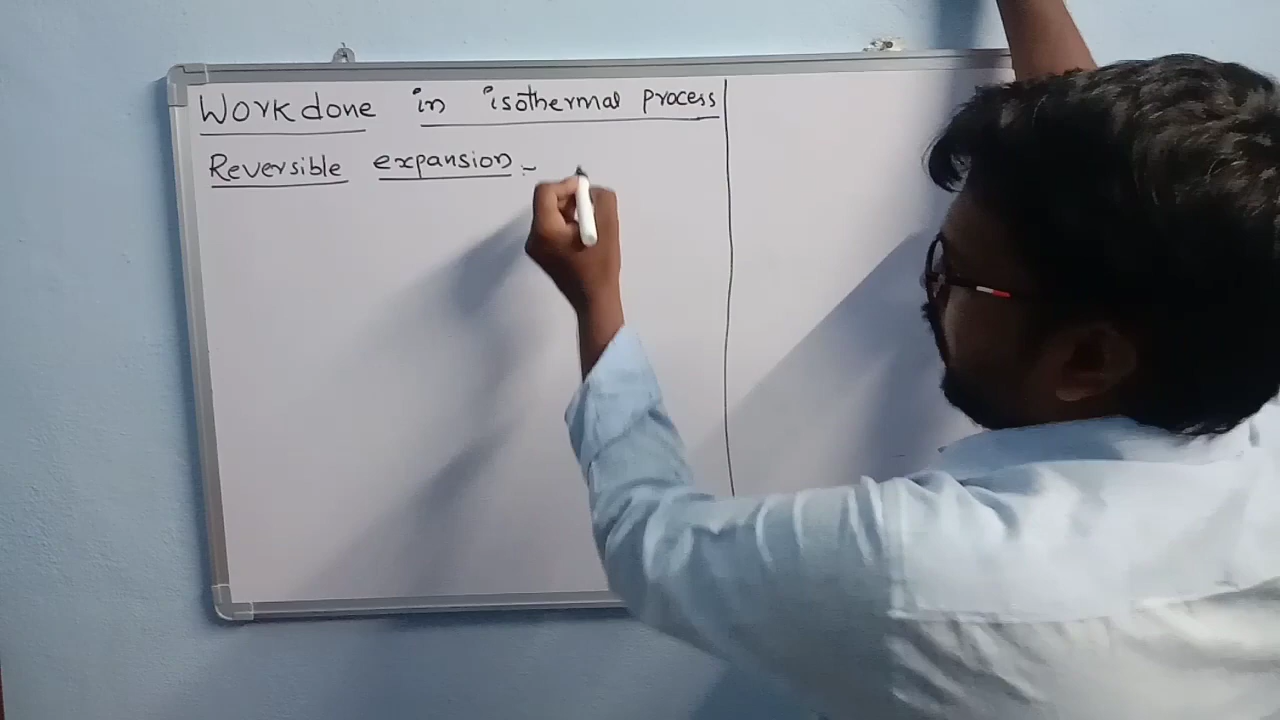 Work done in isothermal process
Reversible expansion :-